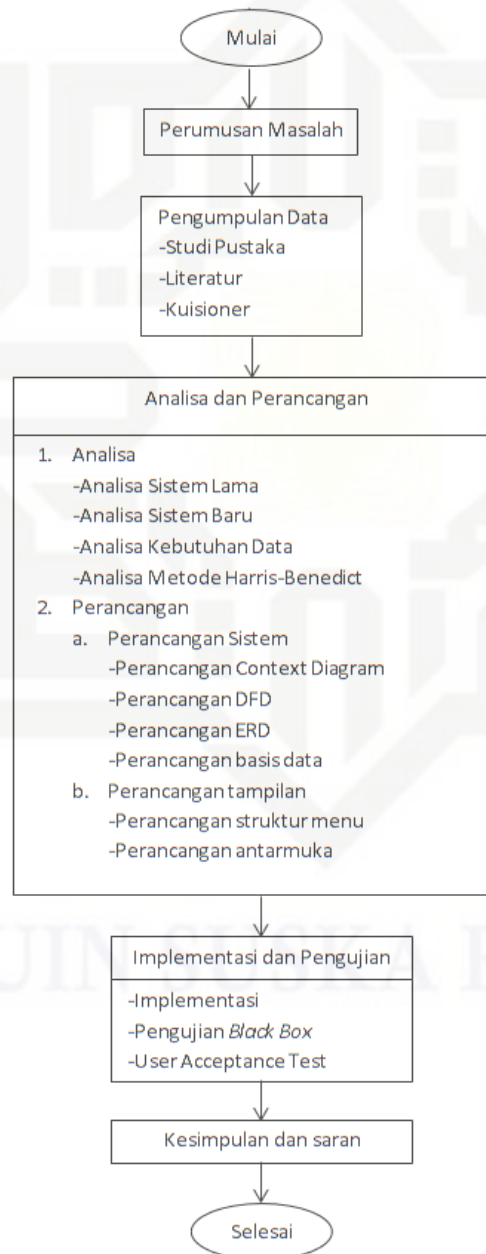 Mulai
Perumusan Masalah
Pengumpulan Data
-Studi Pustaka
-Literatur
-Kuisioner
Analisa dan Perancangan
1. Analisa
-Analisa Sistem Lama
-Analisa Sistem Baru
-Analisa Kebutuhan Data
-Analisa Metode Harris-Benedict
2. Perancangan
a. Perancangan Sistem
-Perancangan Context Diagram
-Perancangan DFD
-Perancangan ERD
-Perancangan basis data
b. Perancangan tampilan
-Perancangan struktur menu
-Perancangan antarmuka
UIN SUSKA
Implementasi dan Pengujian
-Implementasi
-Pengujian Black Box
-User Acceptance Test
Kesimpulan dan saran
Selesai